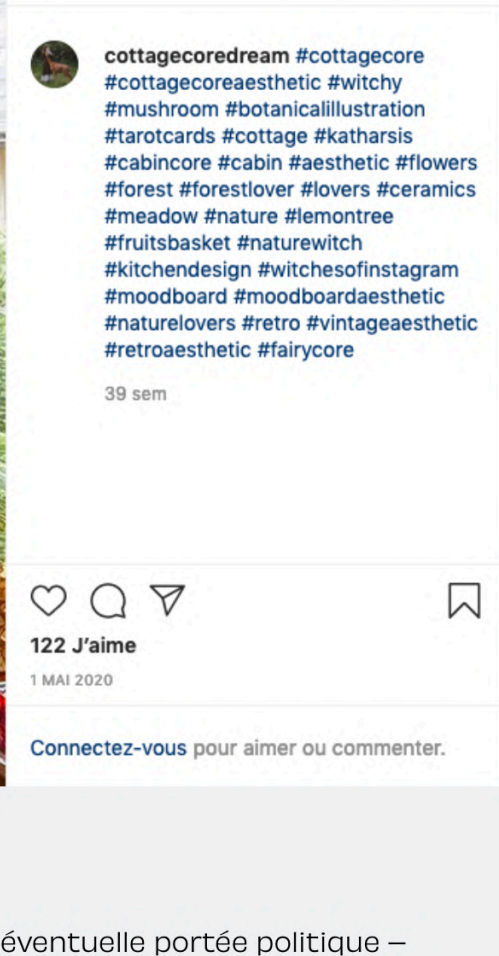 cottagecoredream #cottagecore
#cottagecoreaesthetic #witchy
#mushroom #botanicalillustration
#tarotcards #cottage #katharsis
#cabincore #cabin #aesthetic #flowers
#forest #forestlover #lovers #ceramics
#meadow #nature #lemontree
#fruitsbasket #naturewitch
#kitchendesign #witchesofinstagram
#moodboard #moodboardaesthetic
#naturelovers #retro #vintageaesthetic
#retroaesthetic #fairycore
39 sem
122 J’aime
1 MAI 2020
Connectez-vous pour aimer ou commenter.
éventuelle portée politique –